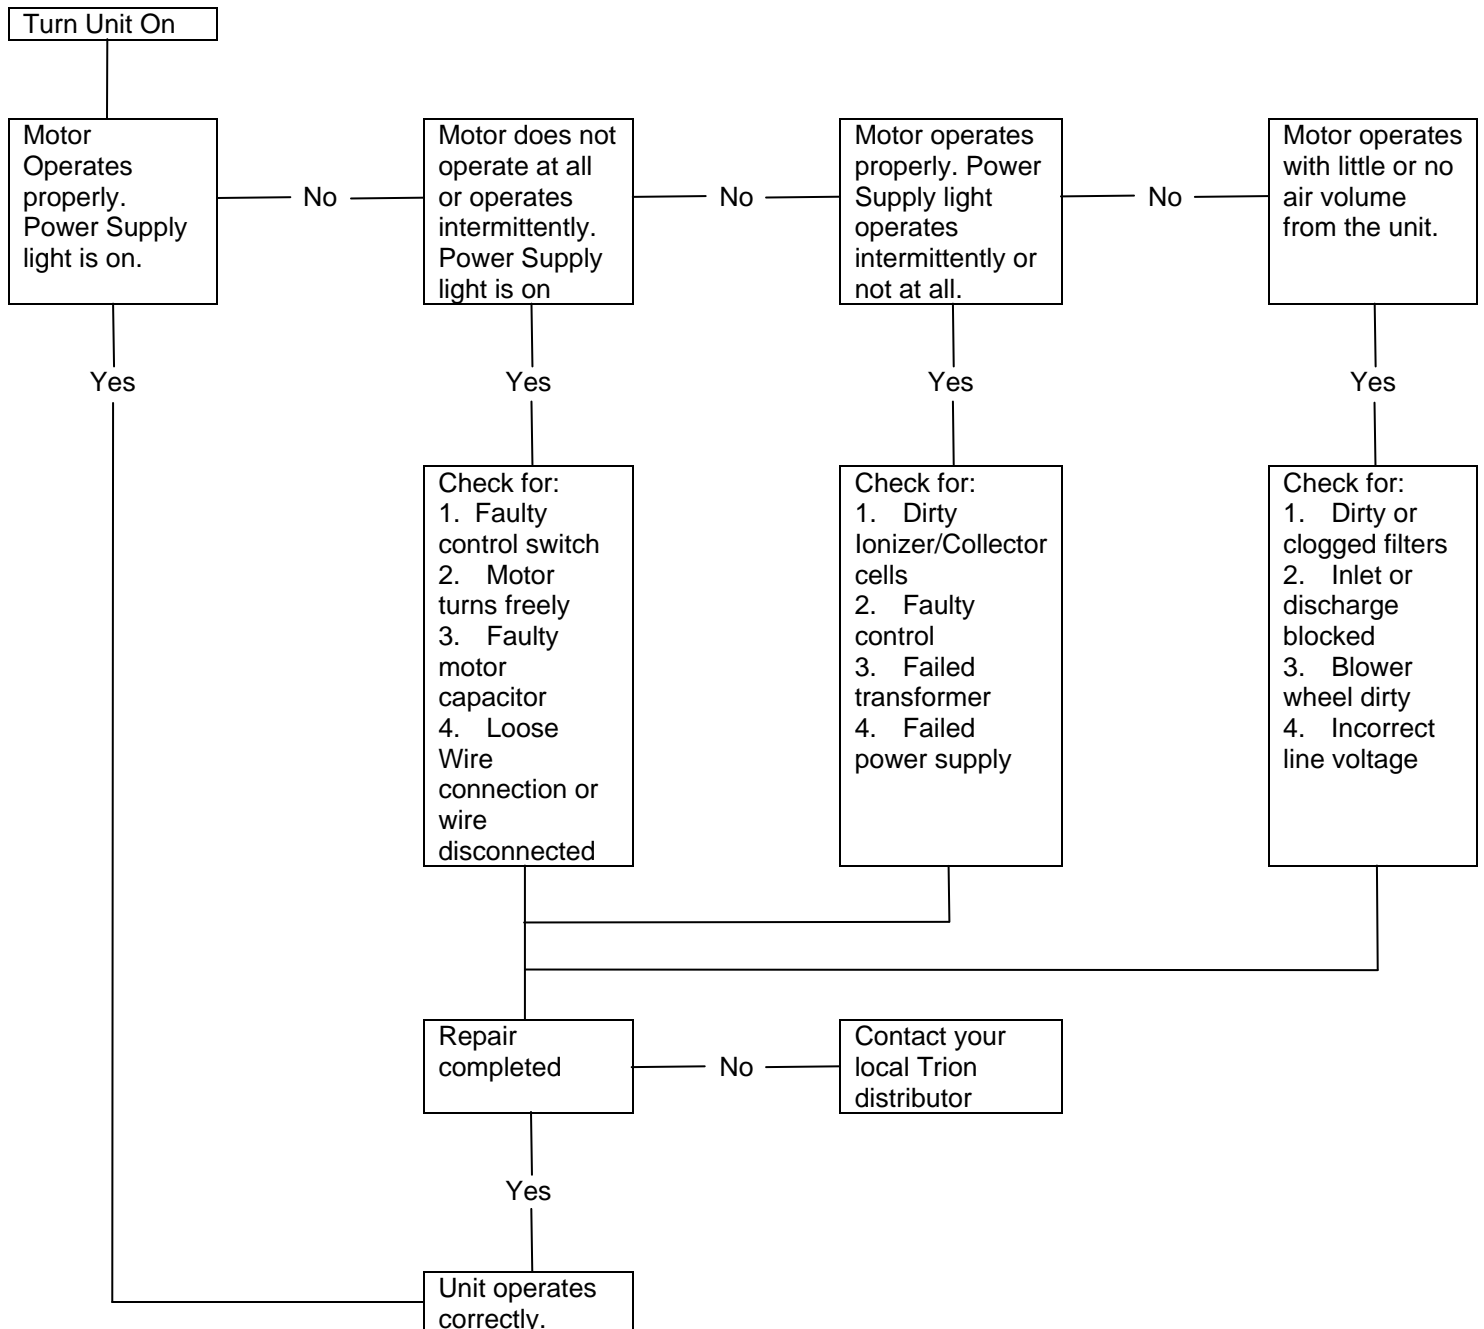 Turn Unit On
Motor
Operates
properly.
Power Supply
light is on.
No
Motor does not
operate at all
or operates
intermittently.
Power Supply
light is on
No
Motor operates
properly. Power
Supply light
operates
intermittently or
not at all.
No
Motor operates
with little or no
air volume
from the unit.
Yes
Yes
Yes
Yes
Check for:
1. Faulty
control switch
2. Motor
turns freely
3. Faulty
motor
capacitor
4. Loose
Wire
connection or
wire
disconnected
Check for:
1. Dirty
Ionizer/Collector
cells
2. Faulty
control
3. Failed
transformer
4. Failed
power supply
Check for:
1. Dirty or
clogged filters
2. Inlet or
discharge
blocked
3. Blower
wheel dirty
4. Incorrect
line voltage
Repair
completed
No
Contact your
local Trion
distributor
Yes
Unit operates
correctly.